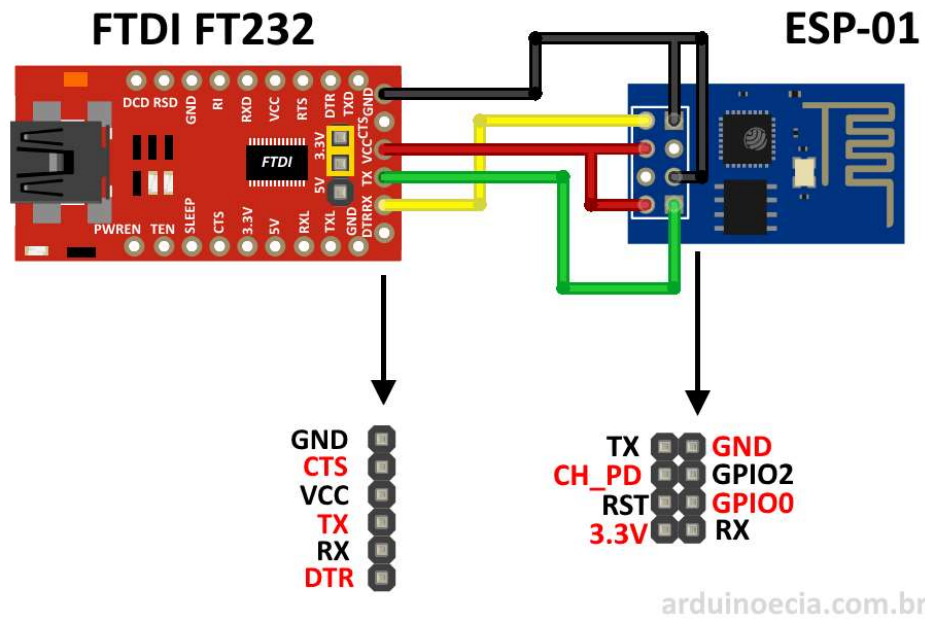 FTDI FT232
ESP-01
DCD RSD GND RI RXD VCC RTS DTR TXD GND
CTS
VCC
TX
RX
DTR
3.3V
5V
FTDI
PWREN TEN SLEEP CTS 3.3V 5V RXL TXL GND
GND
CTS
VCC
TX
RX
DTR
TX GND
CH_PD GPIO2
RST GPIO0
3.3V RX
arduinoecia.com.br